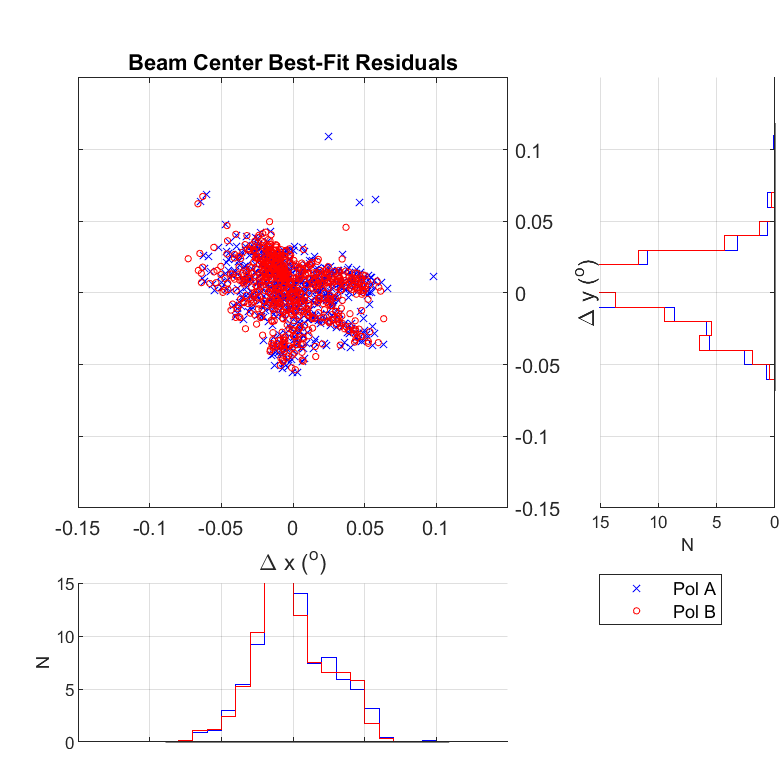 Beam Center Best-Fit Residuals
0.1
0.05
0
-0.05
-0.1
-0.15
Δ y (o)
-0.15 -0.1 -0.05 0 0.05 0.1
Δ x (o)
15 10 5 0
N
15
10
5
0
N
Pol A
Pol B